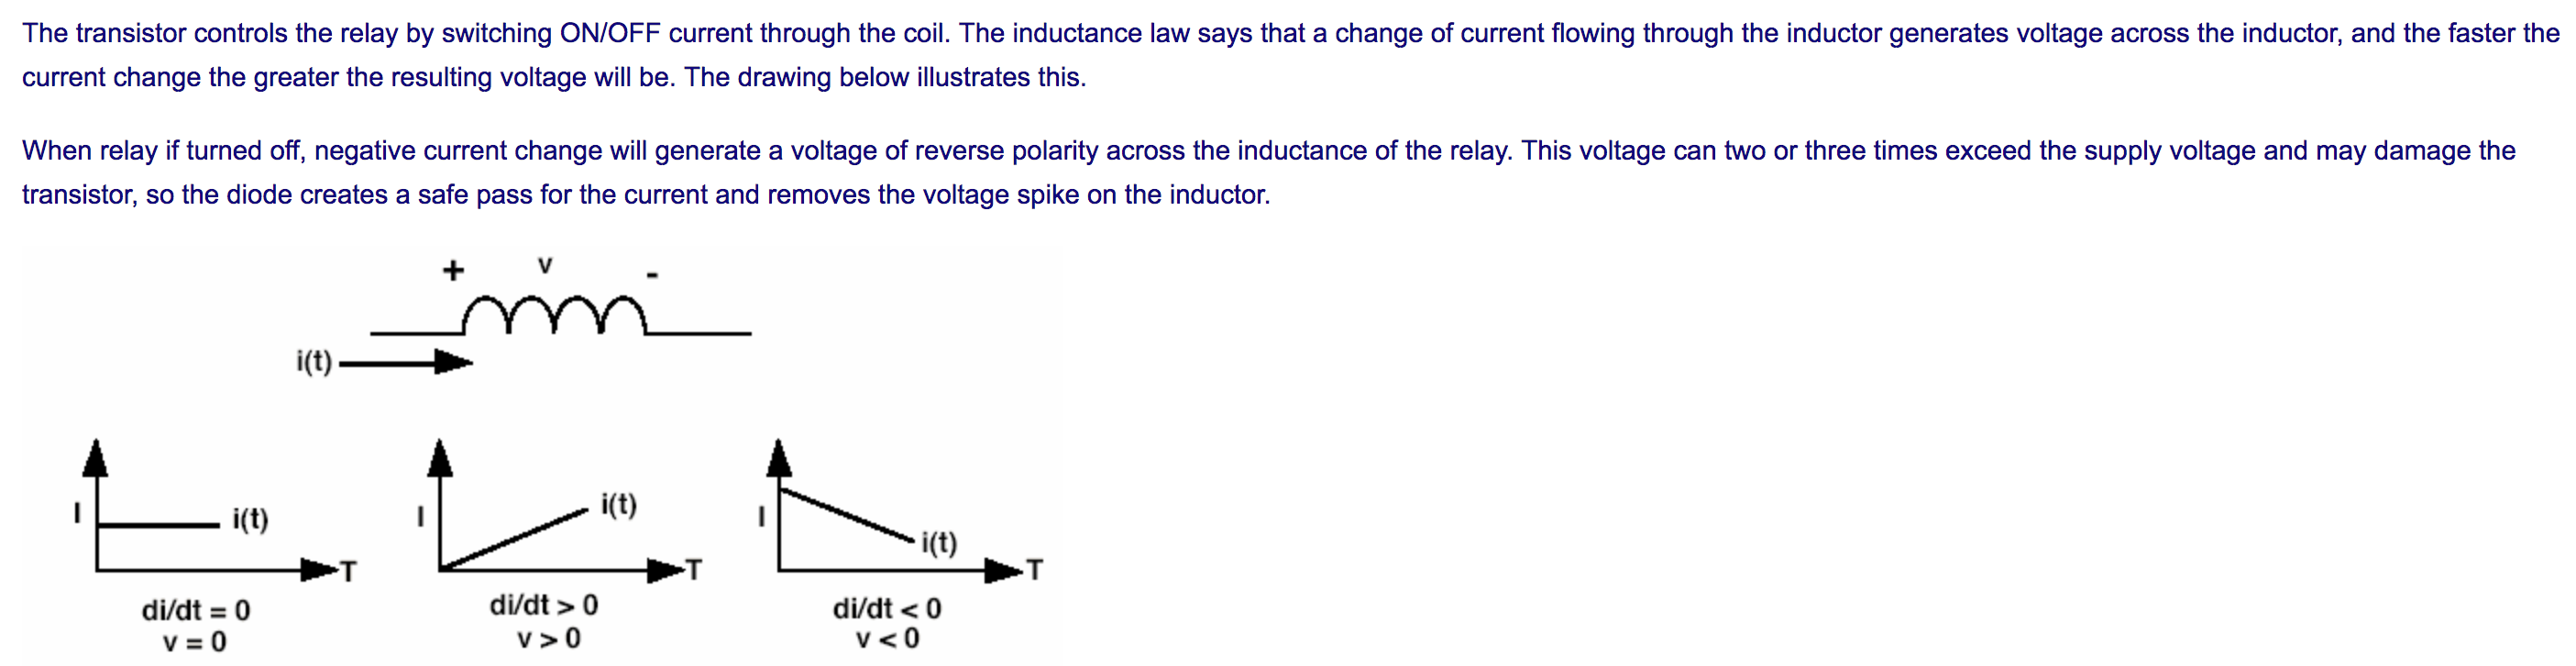 The transistor controls the relay by switching ON/OFF current through the coil. The inductance law says that a change of current flowing through the inductor generates voltage across the inductor, and the faster the
current change the greater the resulting voltage will be. The drawing below illustrates this.
When relay if turned off, negative current change will generate a voltage of reverse polarity across the inductance of the relay. This voltage can two or three times exceed the supply voltage and may damage the
transistor, so the diode creates a safe pass for the current and removes the voltage spike on the inductor.
+ v -
i(t)
I i(t) T
di/dt = 0
v = 0
I i(t) T
di/dt > 0
v > 0
I i(t) T
di/dt < 0
v < 0